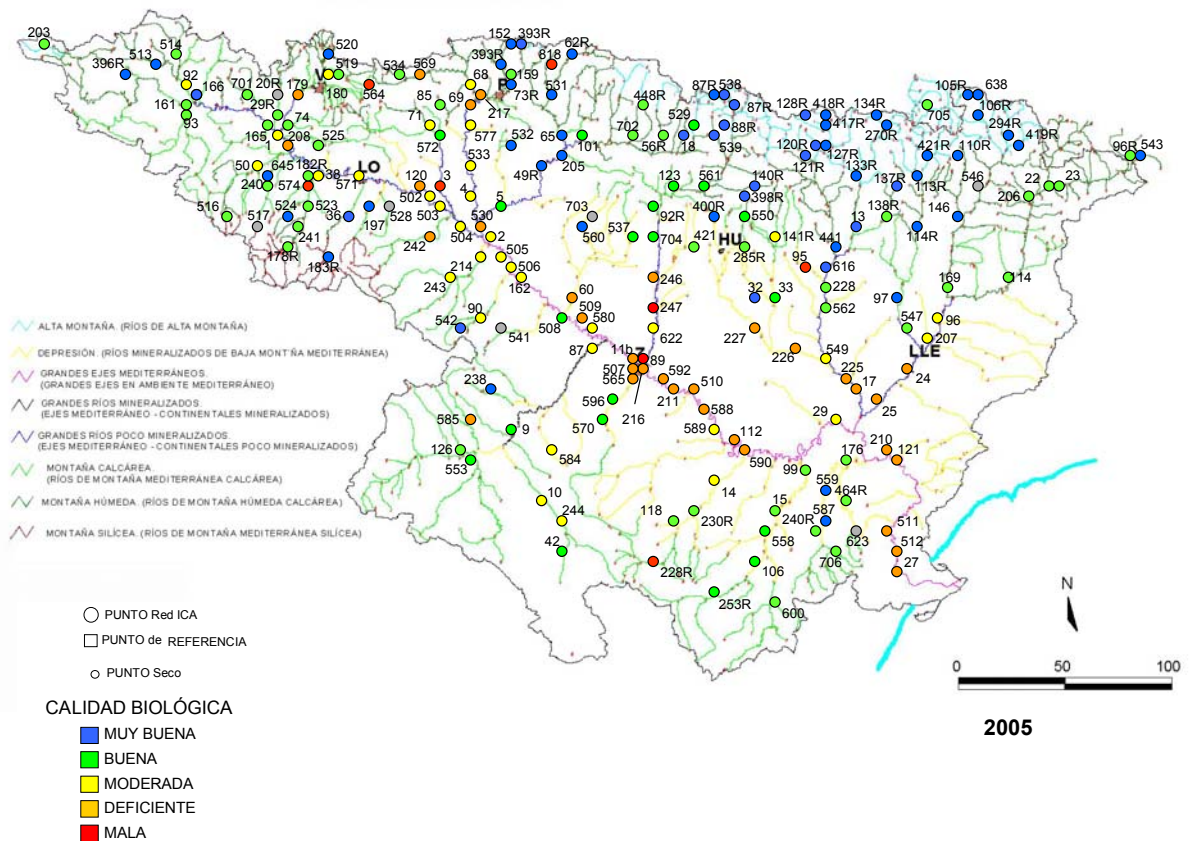 203
514
513
396R
92
166
161
93
701
120R
29R
179
165
74
208
1
525
520
519
V
180
564
534
569
85
71
572
68
69
P
217
577
533
152
393R
393R
159
73R
818
62R
531
532
65
101
205
49R
50
645
240
182R
574
38
571
LO
524
523
36
197
528
516
517
241
178R
183R
120
3
502
503
4
5
504
530
2
242
505
506
214
243
162
90
542
541
448R
702
56R
529
18
87R
538
87R
88R
539
123
561
92R
703
560
537
704
421
HU
140R
398R
400R
550
285R
141R
128R
418R
417R
134R
270R
120R
121R
127R
133R
137R
138R
13
441
616
95
228
562
32
33
227
226
549
105R
638
106R
705
294R
419R
421R
110R
113R
546
146
114R
22
206
23
96R
543
169
114
97
547
96
207
LLE
24
25
225
17
29
246
247
622
60
509
580
508
87
11b
Z
89
507
565
216
592
211
510
588
589
112
590
596
570
238
585
9
126
553
584
10
244
42
14
118
230R
228R
253R
106
558
15
99
176
559
464R
240R
587
623
706
600
210
121
511
512
27
ALTA MONTAÑA. (RÍOS DE ALTA MONTAÑA)
DEPRESIÓN. (RÍOS MINERALIZADOS DE BAJA MONT'ÑA MEDITERRÁNEA)
GRANDES EJES MEDITERRÁNEOS.
(GRANDES EJES EN AMBIENTE MEDITERRÁNEO)
GRANDES RÍOS MINERALIZADOS.
(EJES MEDITERRÁNEO - CONTINENTALES MINERALIZADOS)
GRANDES RÍOS POCO MINERALIZADOS.
(EJES MEDITERRÁNEO - CONTINENTALES POCO MINERALIZADOS)
MONTAÑA CALCÁREA.
(RÍOS DE MONTAÑA MEDITERRÁNEA CALCÁREA)
MONTAÑA HÚMEDA. (RÍOS DE MONTAÑA HÚMEDA CALCÁREA)
MONTAÑA SILÍCEA. (RÍOS DE MONTAÑA MEDITERRÁNEA SILÍCEA)
PUNTO Red ICA
PUNTO de REFERENCIA
PUNTO Seco
CALIDAD BIOLÓGICA
MUY BUENA
BUENA
MODERADA
DEFICIENTE
MALA
N
0 50 100
2005